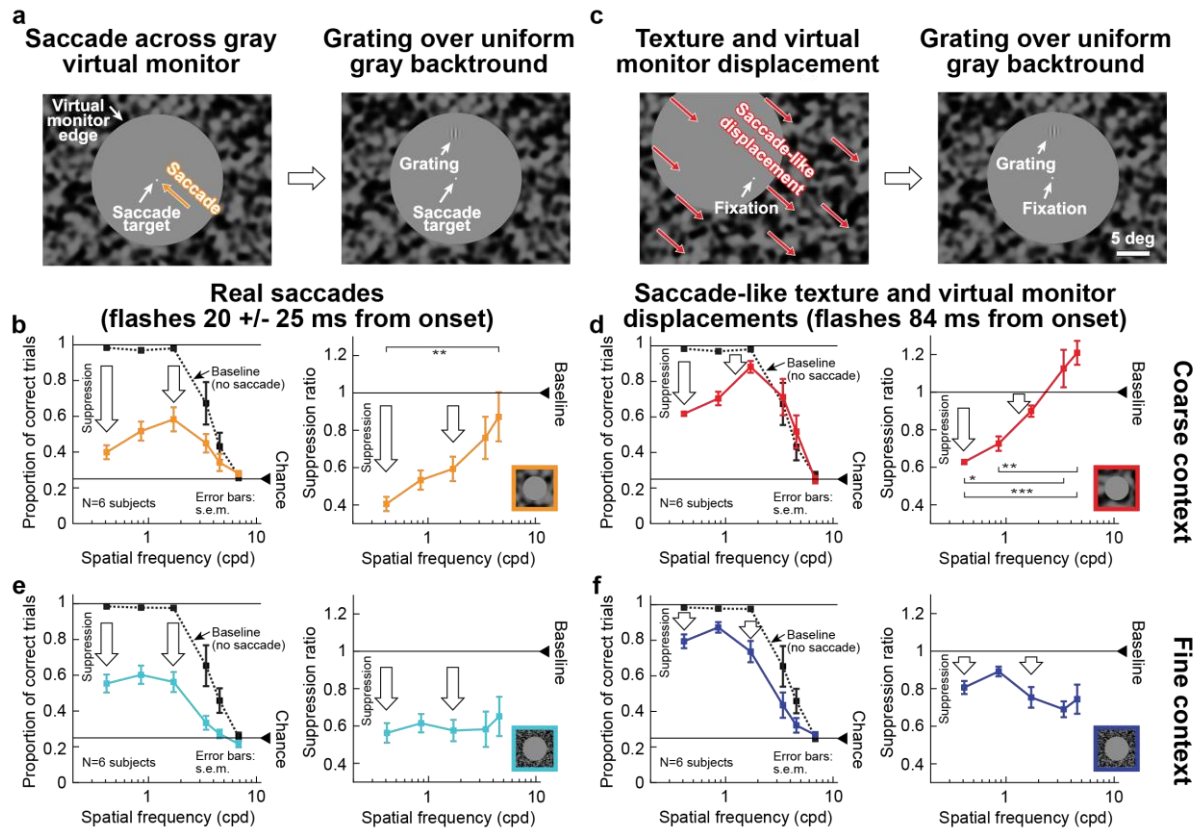 a
Saccade across gray
virtual monitor
Grating over uniform
gray backtround
Virtual
monitor
edge
Saccade
Saccade
target
Grating
Saccade
target
c
Texture and virtual
monitor displacement
Grating over uniform
gray backtround
Saccade-like
displacement
Fixation
Grating
Fixation
5 deg
Real saccades
(flashes 20 +/- 25 ms from onset)
Saccade-like texture and virtual monitor
displacements (flashes 84 ms from onset)
b
Proportion of correct trials
1
0.8
0.6
0.4
0.2
0
Suppression
Baseline
(no saccade)
Chance
N=6 subjects
Error bars:
s.e.m.
1
10
Spatial frequency (cpd)
Suppression ratio
1.2
1
0.8
0.6
0.4
Suppression
**
Baseline
1
10
Spatial frequency (cpd)
d
Proportion of correct trials
1
0.8
0.6
0.4
0.2
0
Suppression
Baseline
(no saccade)
Chance
N=6 subjects
Error bars:
s.e.m.
1
10
Spatial frequency (cpd)
Suppression ratio
1.2
1
0.8
0.6
0.4
Suppression
**
*
***
Baseline
1
10
Spatial frequency (cpd)
Coarse context
e
Proportion of correct trials
1
0.8
0.6
0.4
0.2
0
Suppression
Baseline
(no saccade)
Chance
N=6 subjects
Error bars:
s.e.m.
1
10
Spatial frequency (cpd)
Suppression ratio
1.2
1
0.8
0.6
0.4
Suppression
Baseline
1
10
Spatial frequency (cpd)
f
Proportion of correct trials
1
0.8
0.6
0.4
0.2
0
Suppression
Baseline
(no saccade)
Chance
N=6 subjects
Error bars:
s.e.m.
1
10
Spatial frequency (cpd)
Suppression ratio
1.2
1
0.8
0.6
0.4
Suppression
Baseline
1
10
Spatial frequency (cpd)
Fine context